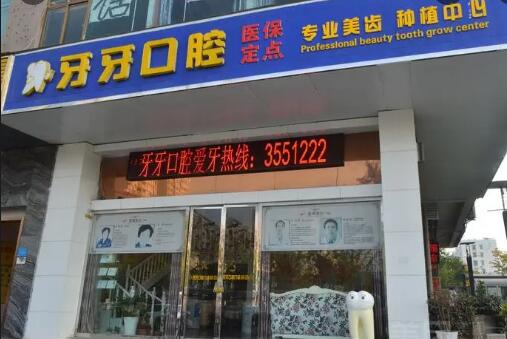 牙牙口腔
医保
定点
专业美齿 种植中心
Professional beauty tooth grow center
牙牙口腔爱牙热线：3551222